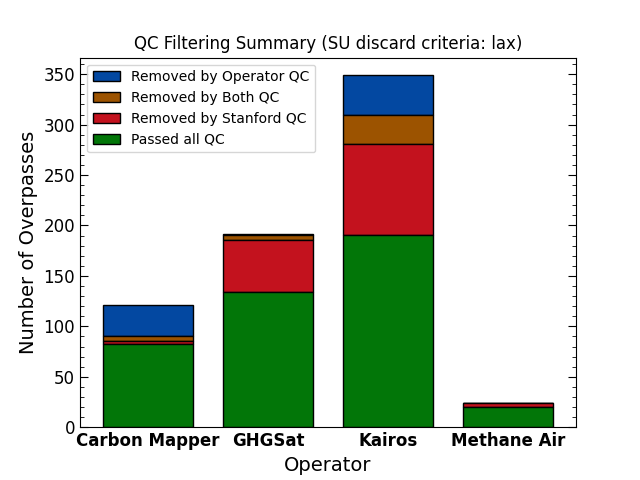 QC Filtering Summary (SU discard criteria: lax)
Removed by Operator QC
Removed by Both QC
Removed by Stanford QC
Passed all QC
Number of Overpasses
350
300
250
200
150
100
50
0
Carbon Mapper GHGSat Kairos Methane Air
Operator